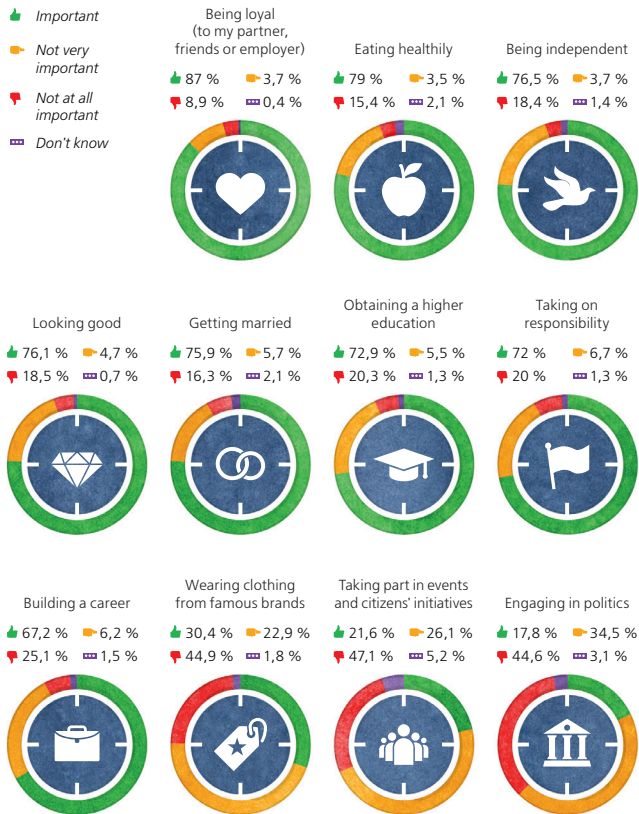 Important
Not very
important
Not at all
important
Don't know
Being loyal
(to my partner,
friends or employer)
87 % 3,7 %
8,9 % 0,4 %
Eating healthily
79 % 3,5 %
15,4 % 2,1 %
Being independent
76,5 % 3,7 %
18,4 % 1,4 %
Looking good
76,1 % 4,7 %
18,5 % 0,7 %
Getting married
75,9 % 5,7 %
16,3 % 2,1 %
Obtaining a higher
education
72,9 % 5,5 %
20,3 % 1,3 %
Taking on
responsibility
72 % 6,7 %
20 % 1,3 %
Building a career
67,2 % 6,2 %
25,1 % 1,5 %
Wearing clothing
from famous brands
30,4 % 22,9 %
44,9 % 1,8 %
Taking part in events
and citizens' initiatives
21,6 % 26,1 %
47,1 % 5,2 %
Engaging in politics
17,8 % 34,5 %
44,6 % 3,1 %